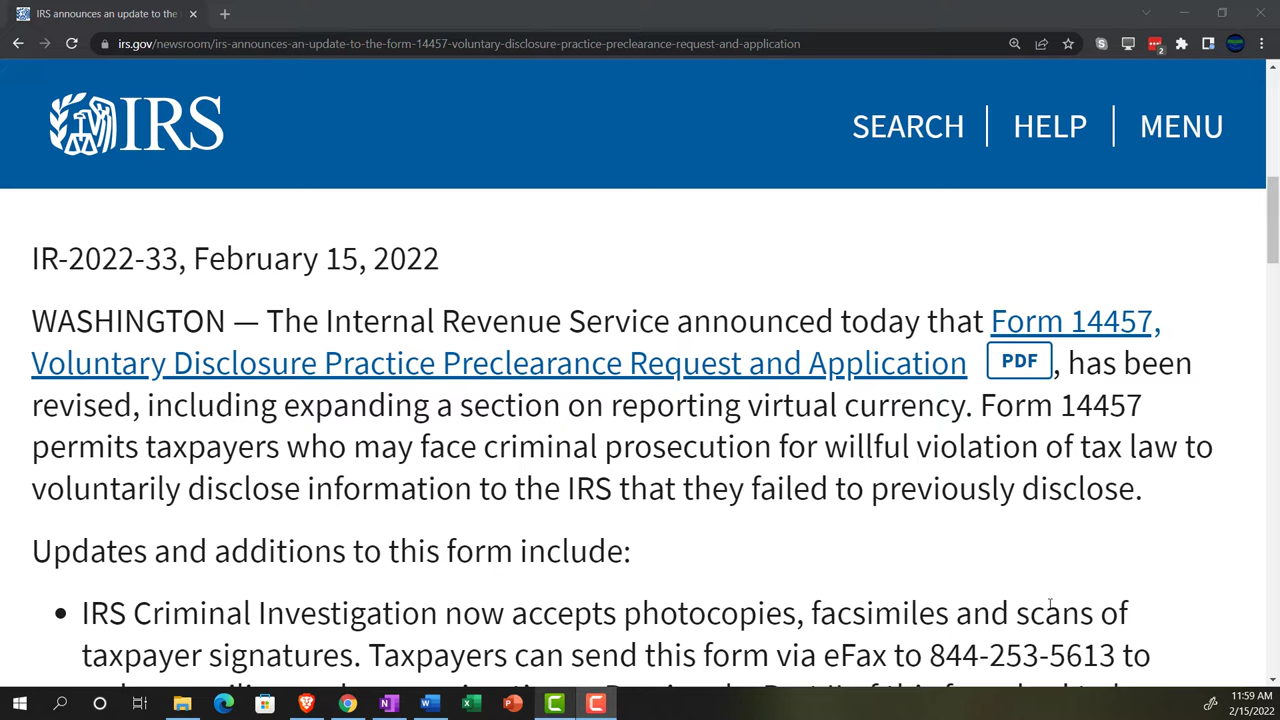 IRS announces an update to the
irs.gov/newsroom/irs-announces-an-update-to-the-form-14457-voluntary-disclosure-practice-preclearance-request-and-application
2
IRS
SEARCH
HELP
MENU
IR-2022-33, February 15, 2022
WASHINGTON — The Internal Revenue Service announced today that Form 14457,
Voluntary Disclosure Practice Preclearance Request and Application PDF , has been
revised, including expanding a section on reporting virtual currency. Form 14457
permits taxpayers who may face criminal prosecution for willful violation of tax law to
voluntarily disclose information to the IRS that they failed to previously disclose.
Updates and additions to this form include:
• IRS Criminal Investigation now accepts photocopies, facsimiles and scans of
taxpayer signatures. Taxpayers can send this form via eFax to 844-253-5613 to
11:59 AM
2/15/2022